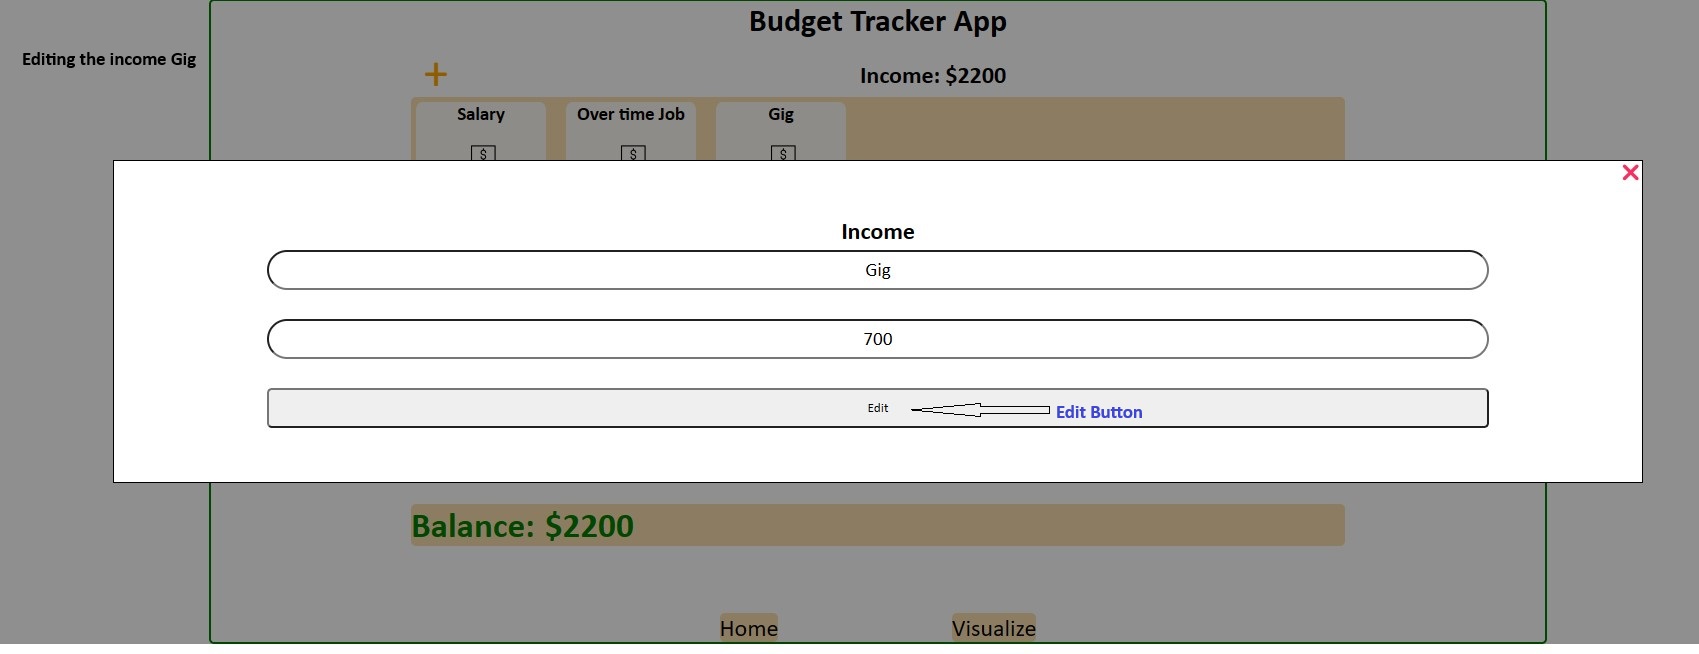 Budget Tracker App
Editing the income Gig
Income: $2200
Salary
Over time Job
Gig
$
$
$
Income
Gig
700
Edit
Edit Button
Balance: $2200
Home
Visualize